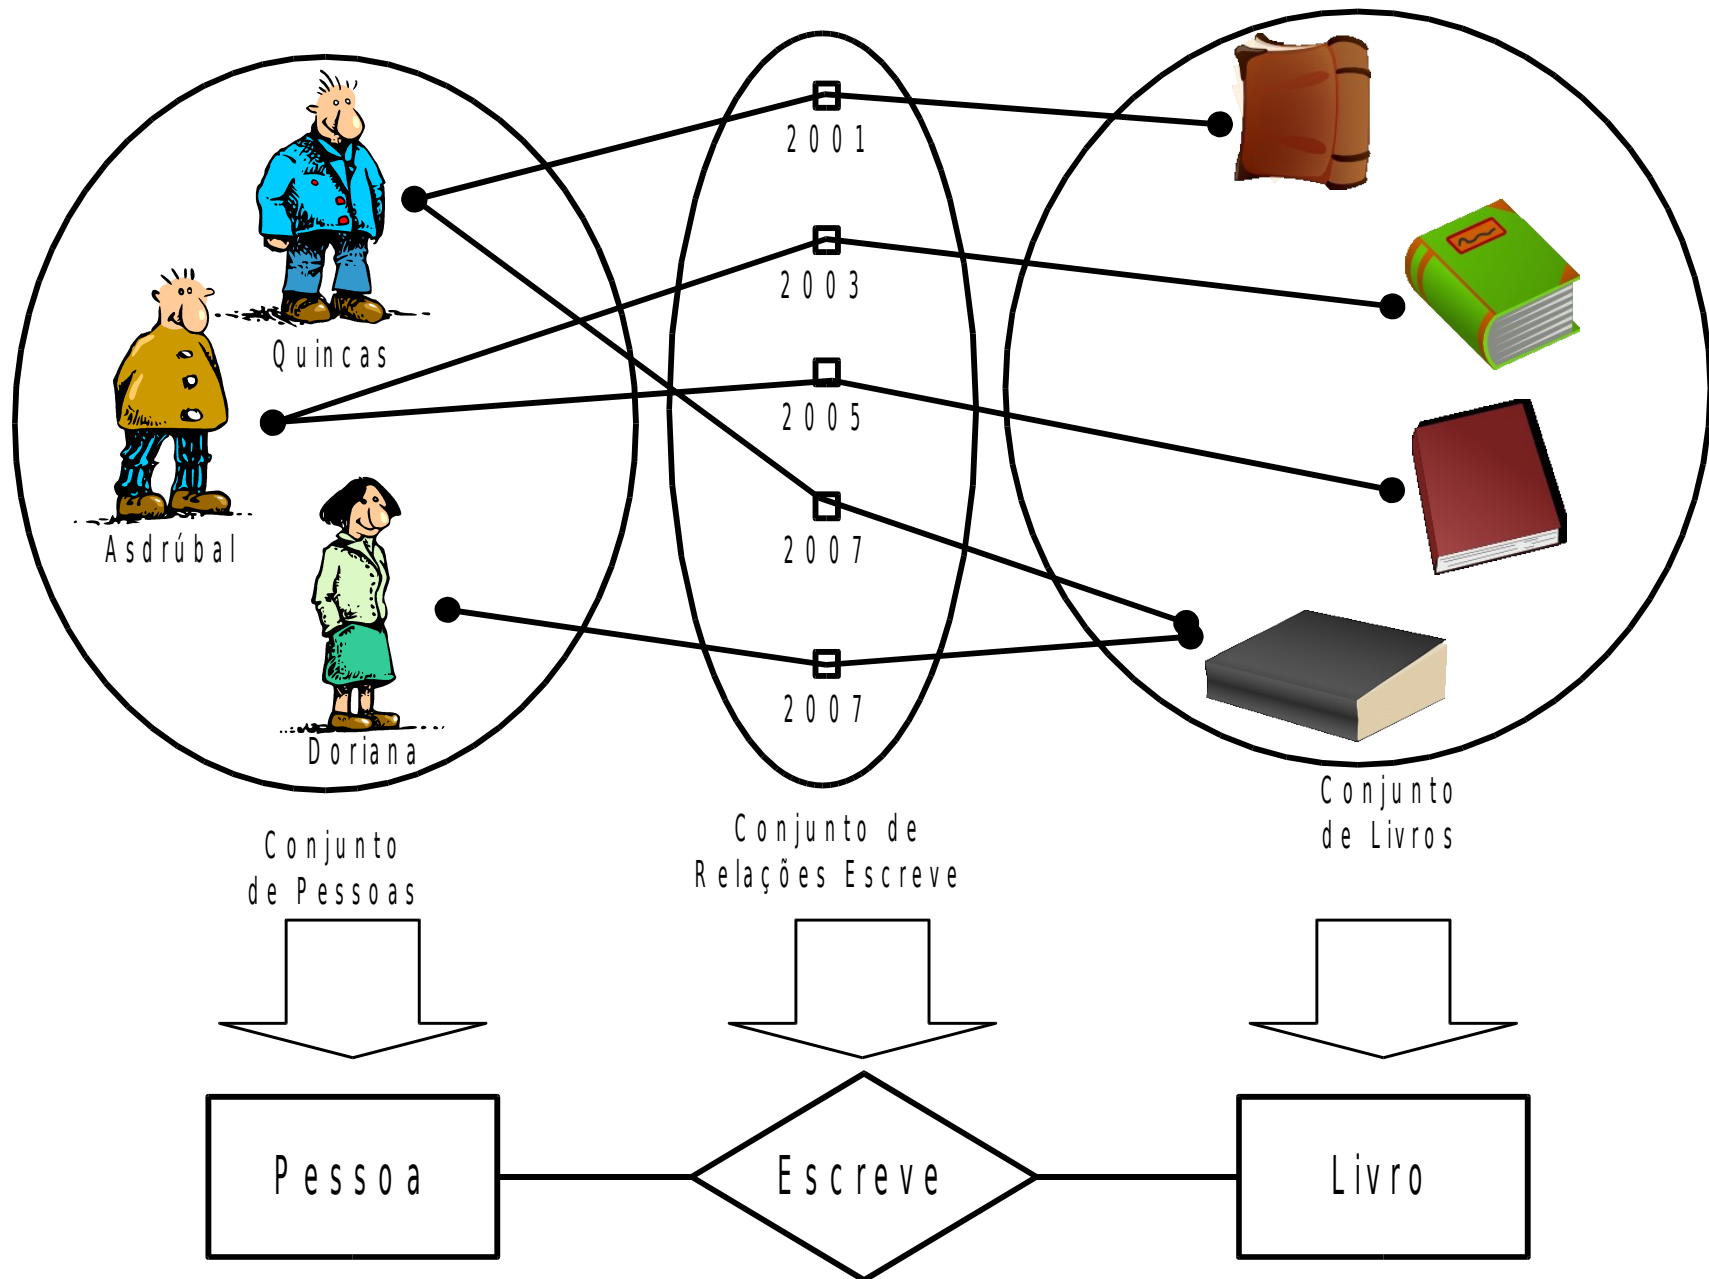 2001
2003
Quincas
2005
Asdrúbal
2007
2007
Doriana
Conjunto
de Pessoas
Conjunto de
Relações Escreve
Conjunto
de Livros
Pessoa
Escreve
Livro